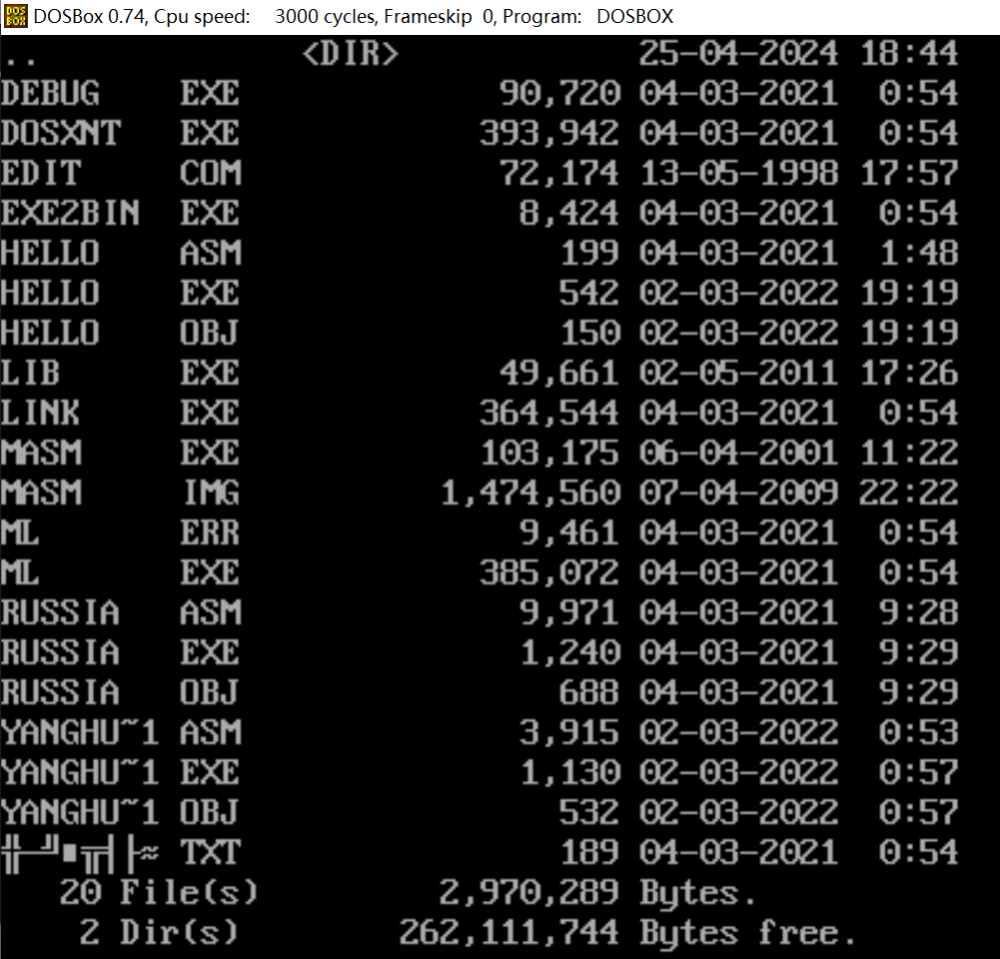 DOSBox 0.74, Cpu speed: 3000 cycles, Frameskip 0, Program: DOSBOX
.. <DIR> 25-04-2024 18:44
DEBUG EXE 90,720 04-03-2021 0:54
DOSXNT EXE 393,942 04-03-2021 0:54
EDIT COM 72,174 13-05-1998 17:57
EXE2BIN EXE 8,424 04-03-2021 0:54
HELLO ASM 199 04-03-2021 1:48
HELLO EXE 542 02-03-2022 19:19
HELLO OBJ 150 02-03-2022 19:19
LIB EXE 49,661 02-05-2011 17:26
LINK EXE 364,544 04-03-2021 0:54
MASM EXE 103,175 06-04-2001 11:22
MASM IMG 1,474,560 07-04-2009 22:22
ML ERR 9,461 04-03-2021 0:54
ML EXE 385,072 04-03-2021 0:54
RUSSIA ASM 9,971 04-03-2021 9:28
RUSSIA EXE 1,240 04-03-2021 9:29
RUSSIA OBJ 688 04-03-2021 9:29
YANGHU~1 ASM 3,915 02-03-2022 0:53
YANGHU~1 EXE 1,130 02-03-2022 0:57
YANGHU~1 OBJ 532 02-03-2022 0:57
╬─╝■╦╡├≈ TXT 189 04-03-2021 0:54
20 File(s) 2,970,289 Bytes.
2 Dir(s) 262,111,744 Bytes free.